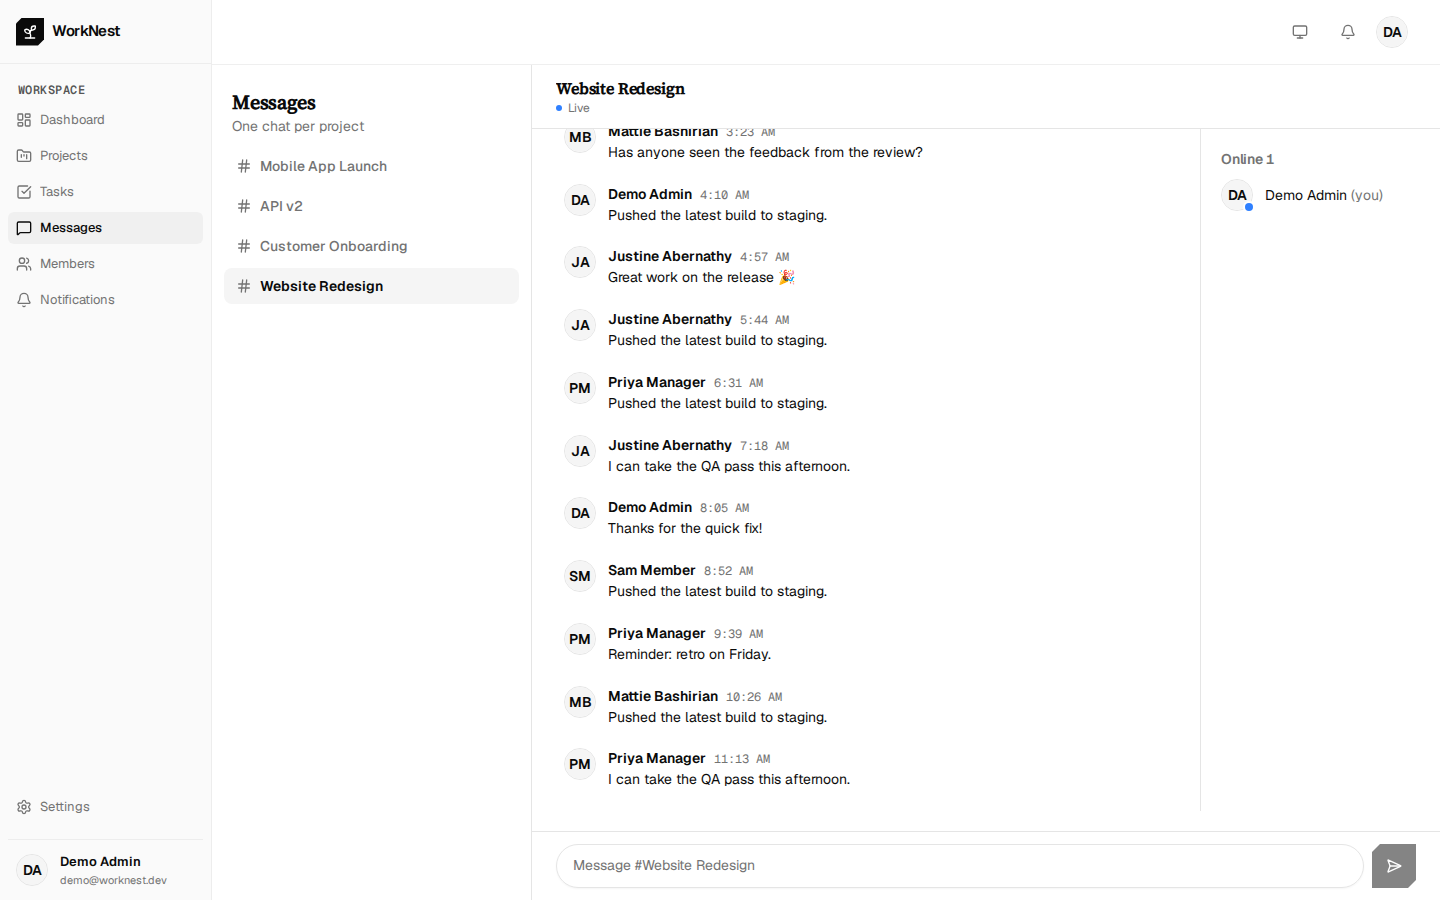 WorkNest
WORKSPACE
Dashboard
Projects
Tasks
Messages
Members
Notifications
Settings
DA
Demo Admin
demo@worknest.dev
DA
Messages
One chat per project
Mobile App Launch
API v2
Customer Onboarding
Website Redesign
Website Redesign
Live
MB Mattie Bashirian 3:23 AM
Has anyone seen the feedback from the review?
DA Demo Admin 4:10 AM
Pushed the latest build to staging.
JA Justine Abernathy 4:57 AM
Great work on the release 🎉
JA Justine Abernathy 5:44 AM
Pushed the latest build to staging.
PM Priya Manager 6:31 AM
Pushed the latest build to staging.
JA Justine Abernathy 7:18 AM
I can take the QA pass this afternoon.
DA Demo Admin 8:05 AM
Thanks for the quick fix!
SM Sam Member 8:52 AM
Pushed the latest build to staging.
PM Priya Manager 9:39 AM
Reminder: retro on Friday.
MB Mattie Bashirian 10:26 AM
Pushed the latest build to staging.
PM Priya Manager 11:13 AM
I can take the QA pass this afternoon.
Message #Website Redesign
Online 1
DA Demo Admin (you)